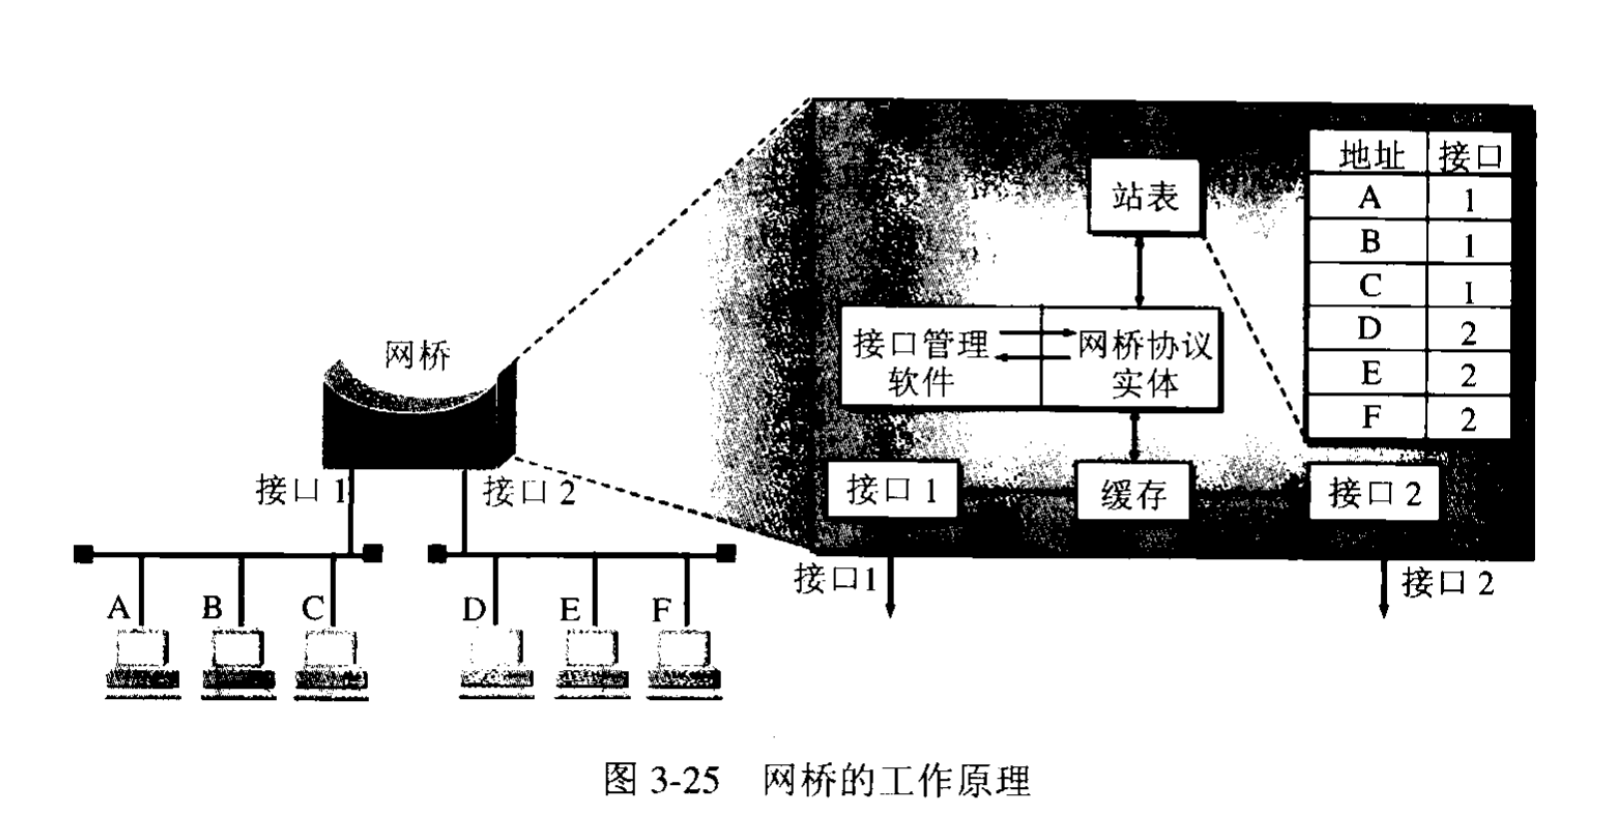 网桥
接口 1
接口 2
A
B
C
D
E
F
站表
接口管理
软件
网桥协议
实体
接口 1
缓存
接口 2
地址 接口
A 1
B 1
C 1
D 2
E 2
F 2
接口1
接口 2
图 3-25 网桥的工作原理